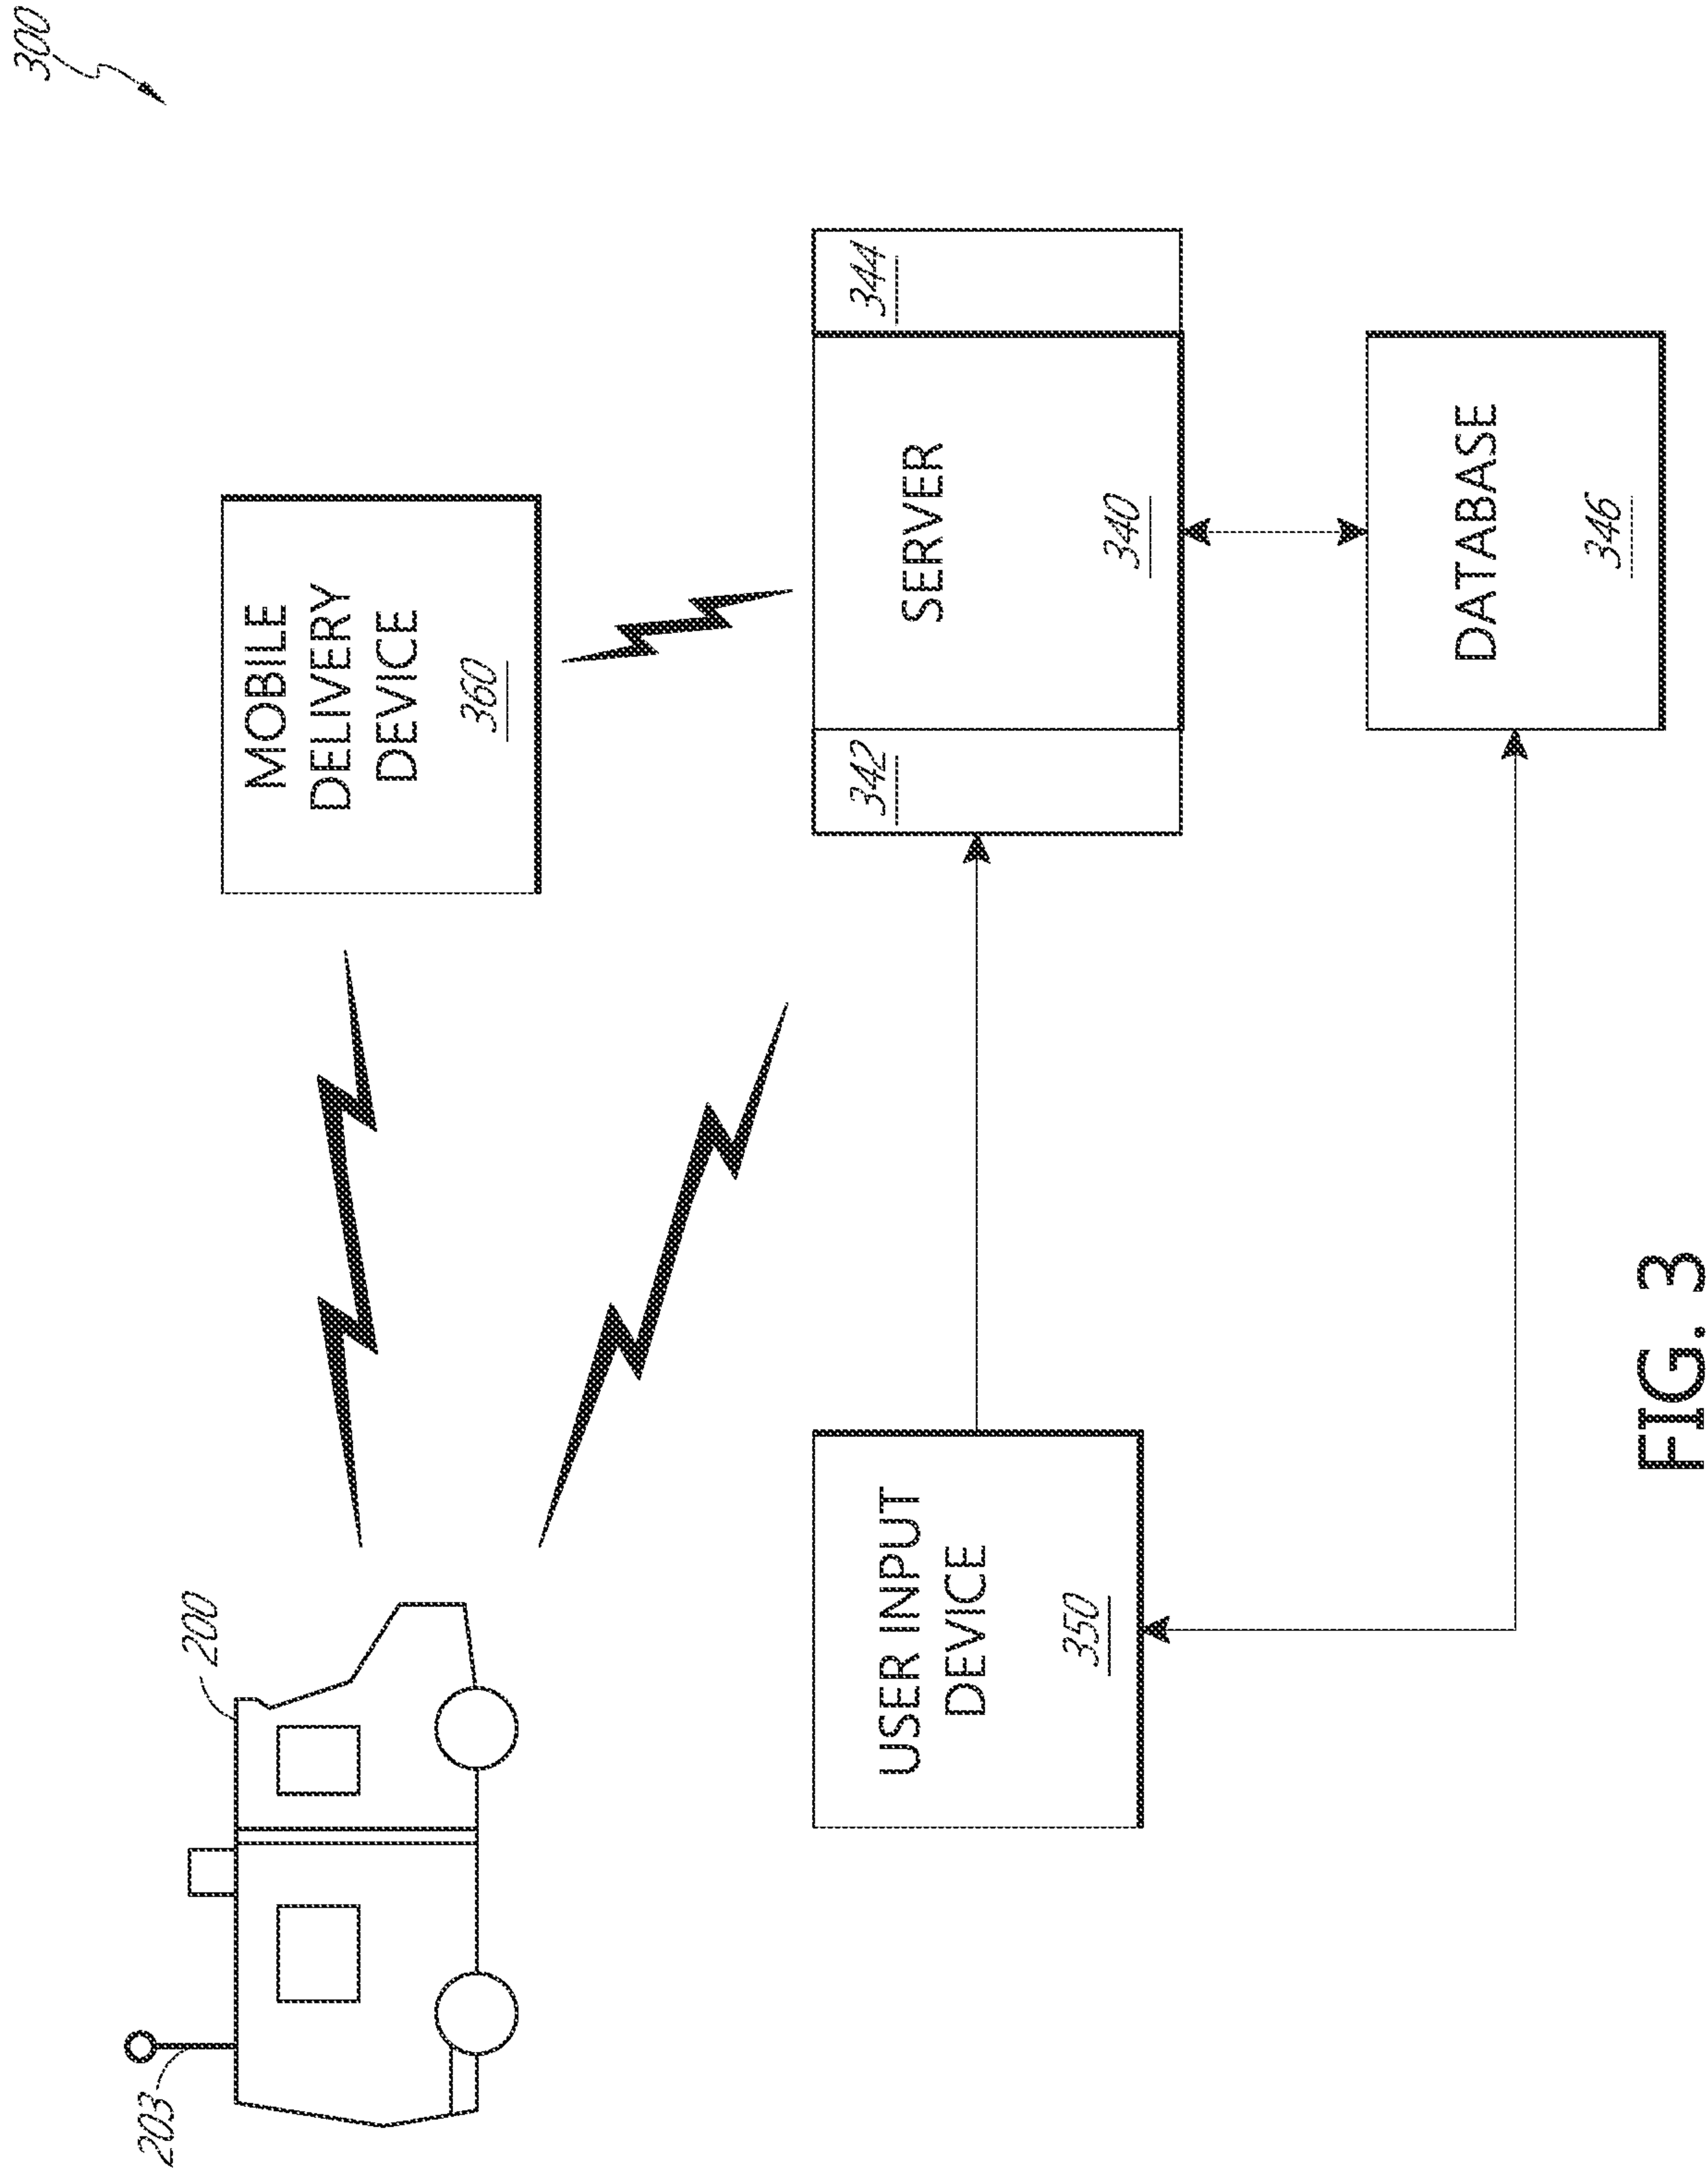 300
203
200
MOBILE
DELIVERY
DEVICE
360
USER INPUT
DEVICE
350
342
SERVER
340
344
DATABASE
346
FIG. 3